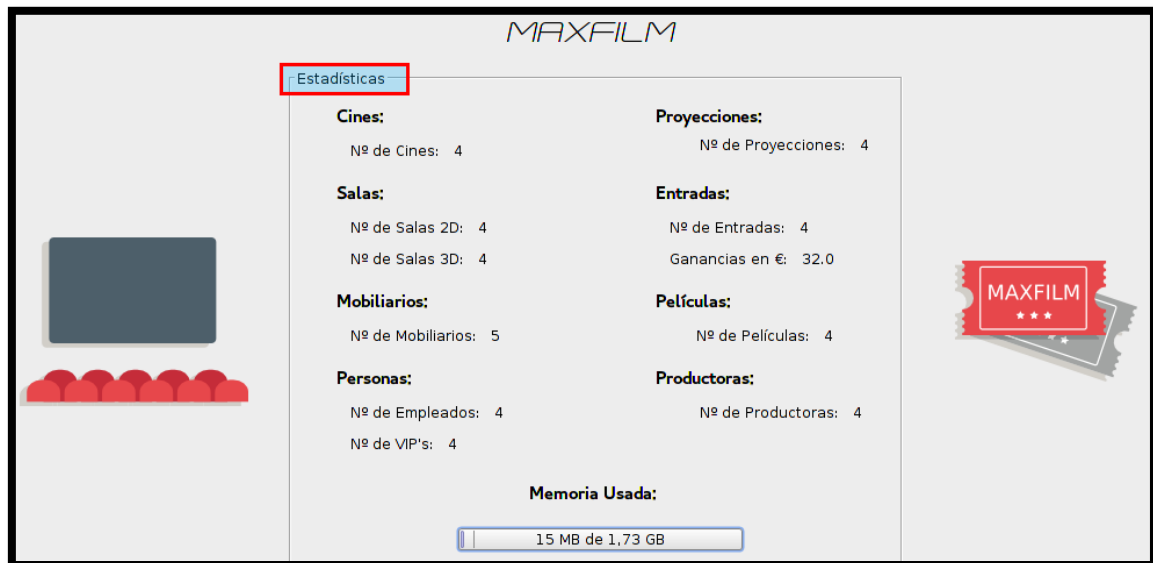 MAXFILM
Estadísticas
Cines:
Nº de Cines: 4
Salas:
Nº de Salas 2D: 4
Nº de Salas 3D: 4
Mobiliarios:
Nº de Mobiliarios: 5
Personas:
Nº de Empleados: 4
Nº de VIP's: 4
Proyecciones:
Nº de Proyecciones: 4
Entradas:
Nº de Entradas: 4
Ganancias en €: 32.0
Películas:
Nº de Películas: 4
Productoras:
Nº de Productoras: 4
Memoria Usada:
15 MB de 1,73 GB
MAXFILM